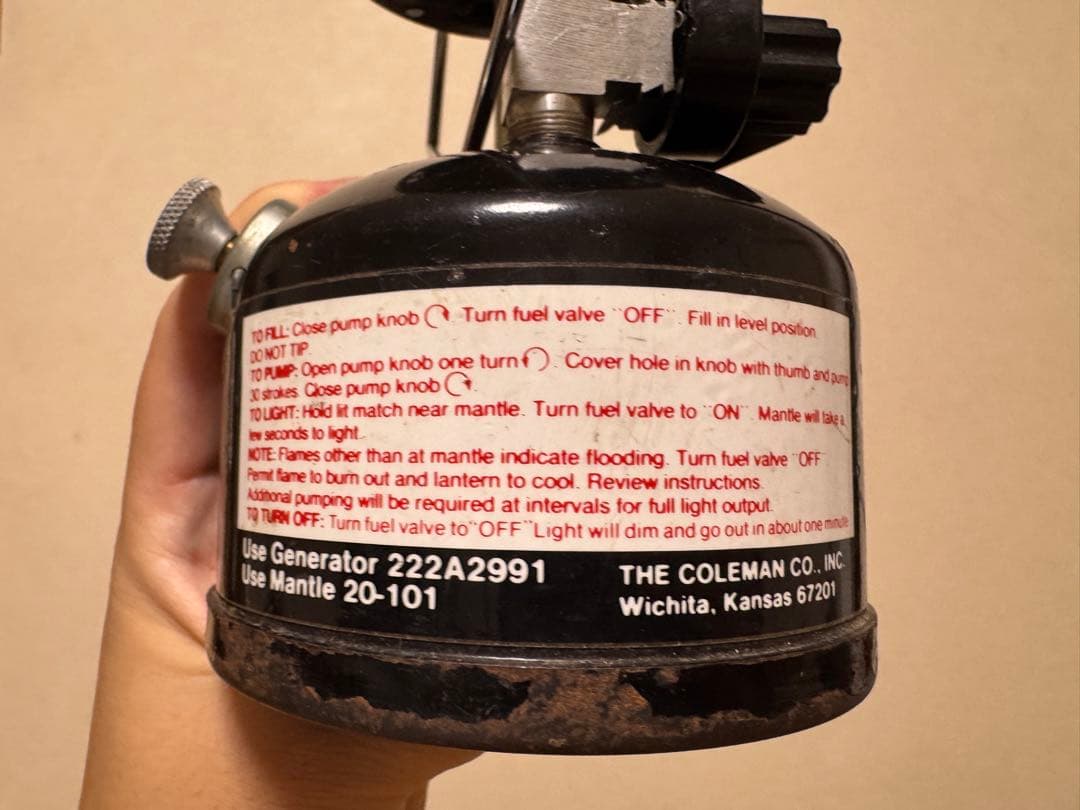 TO FILL: Close pump knob Turn fuel valve "OFF". Fill in level position.
DO NOT TIP.
TO PUMP: Open pump knob one turn . Cover hole in knob with thumb and pump
30 strokes. Close pump knob .
TO LIGHT: Hold lit match near mantle. Turn fuel valve to "ON". Mantle will take a
few seconds to light.
NOTE: Flames other than at mantle indicate flooding. Turn fuel valve "OFF"
Permit flame to burn out and lantern to cool. Review instructions.
Additional pumping will be required at intervals for full light output.
TO TURN OFF: Turn fuel valve to "OFF" Light will dim and go out in about one minute
Use Generator 222A2991
Use Mantle 20-101
THE COLEMAN CO., INC.
Wichita, Kansas 67201